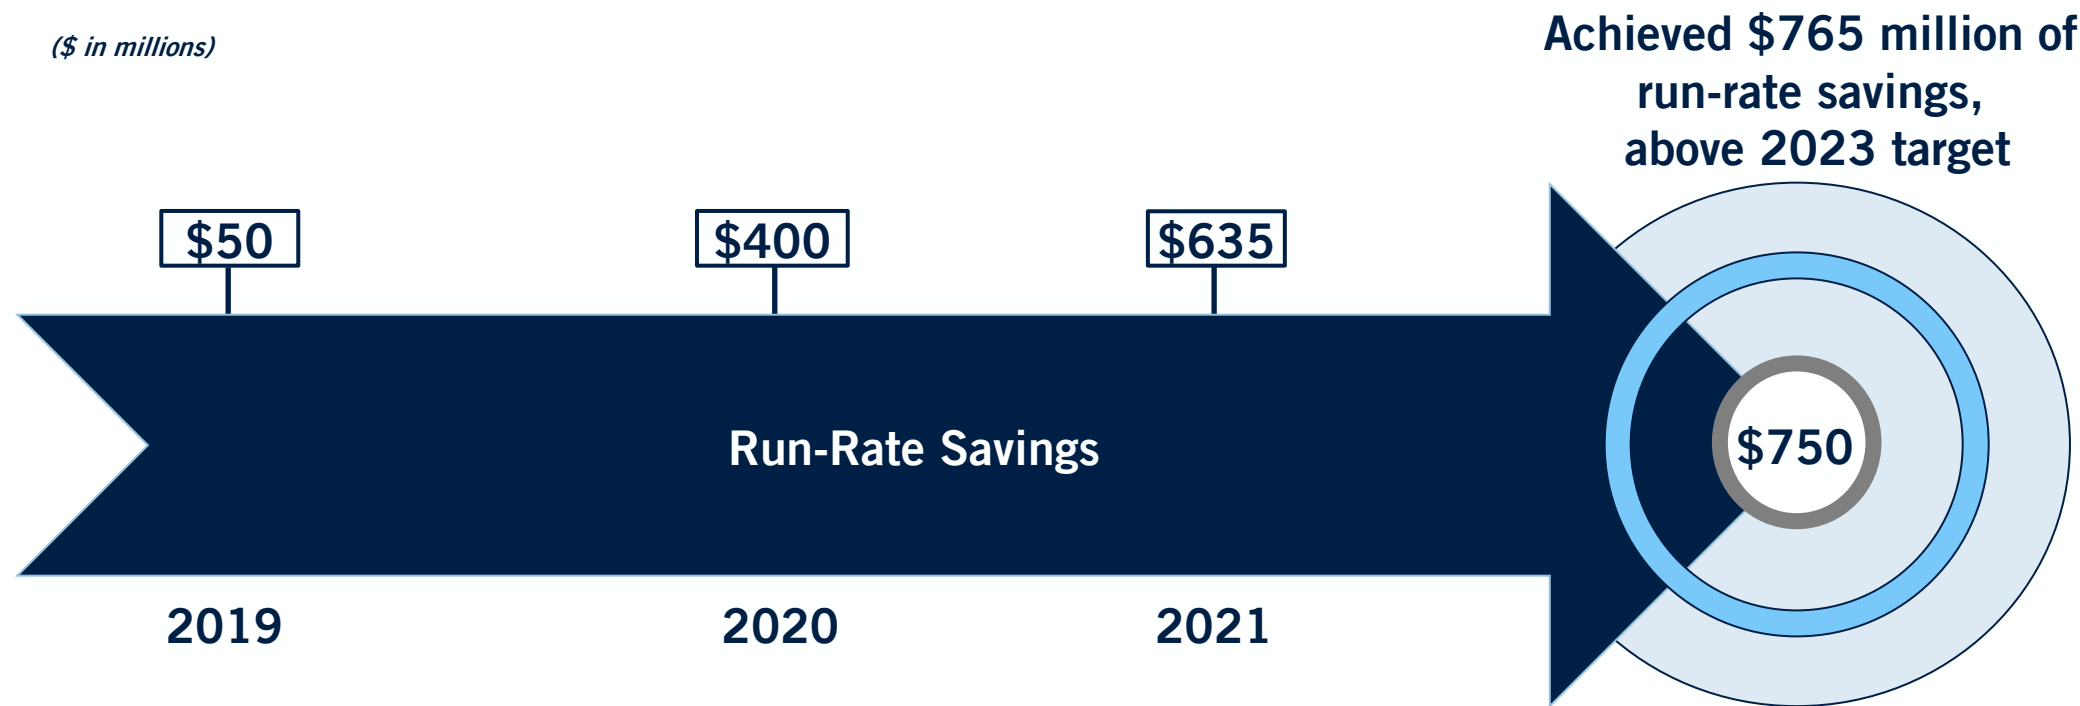 ($ in millions)
Achieved $765 million of
run-rate savings,
above 2023 target
$50
$400
$635
Run-Rate Savings
$750
2019
2020
2021